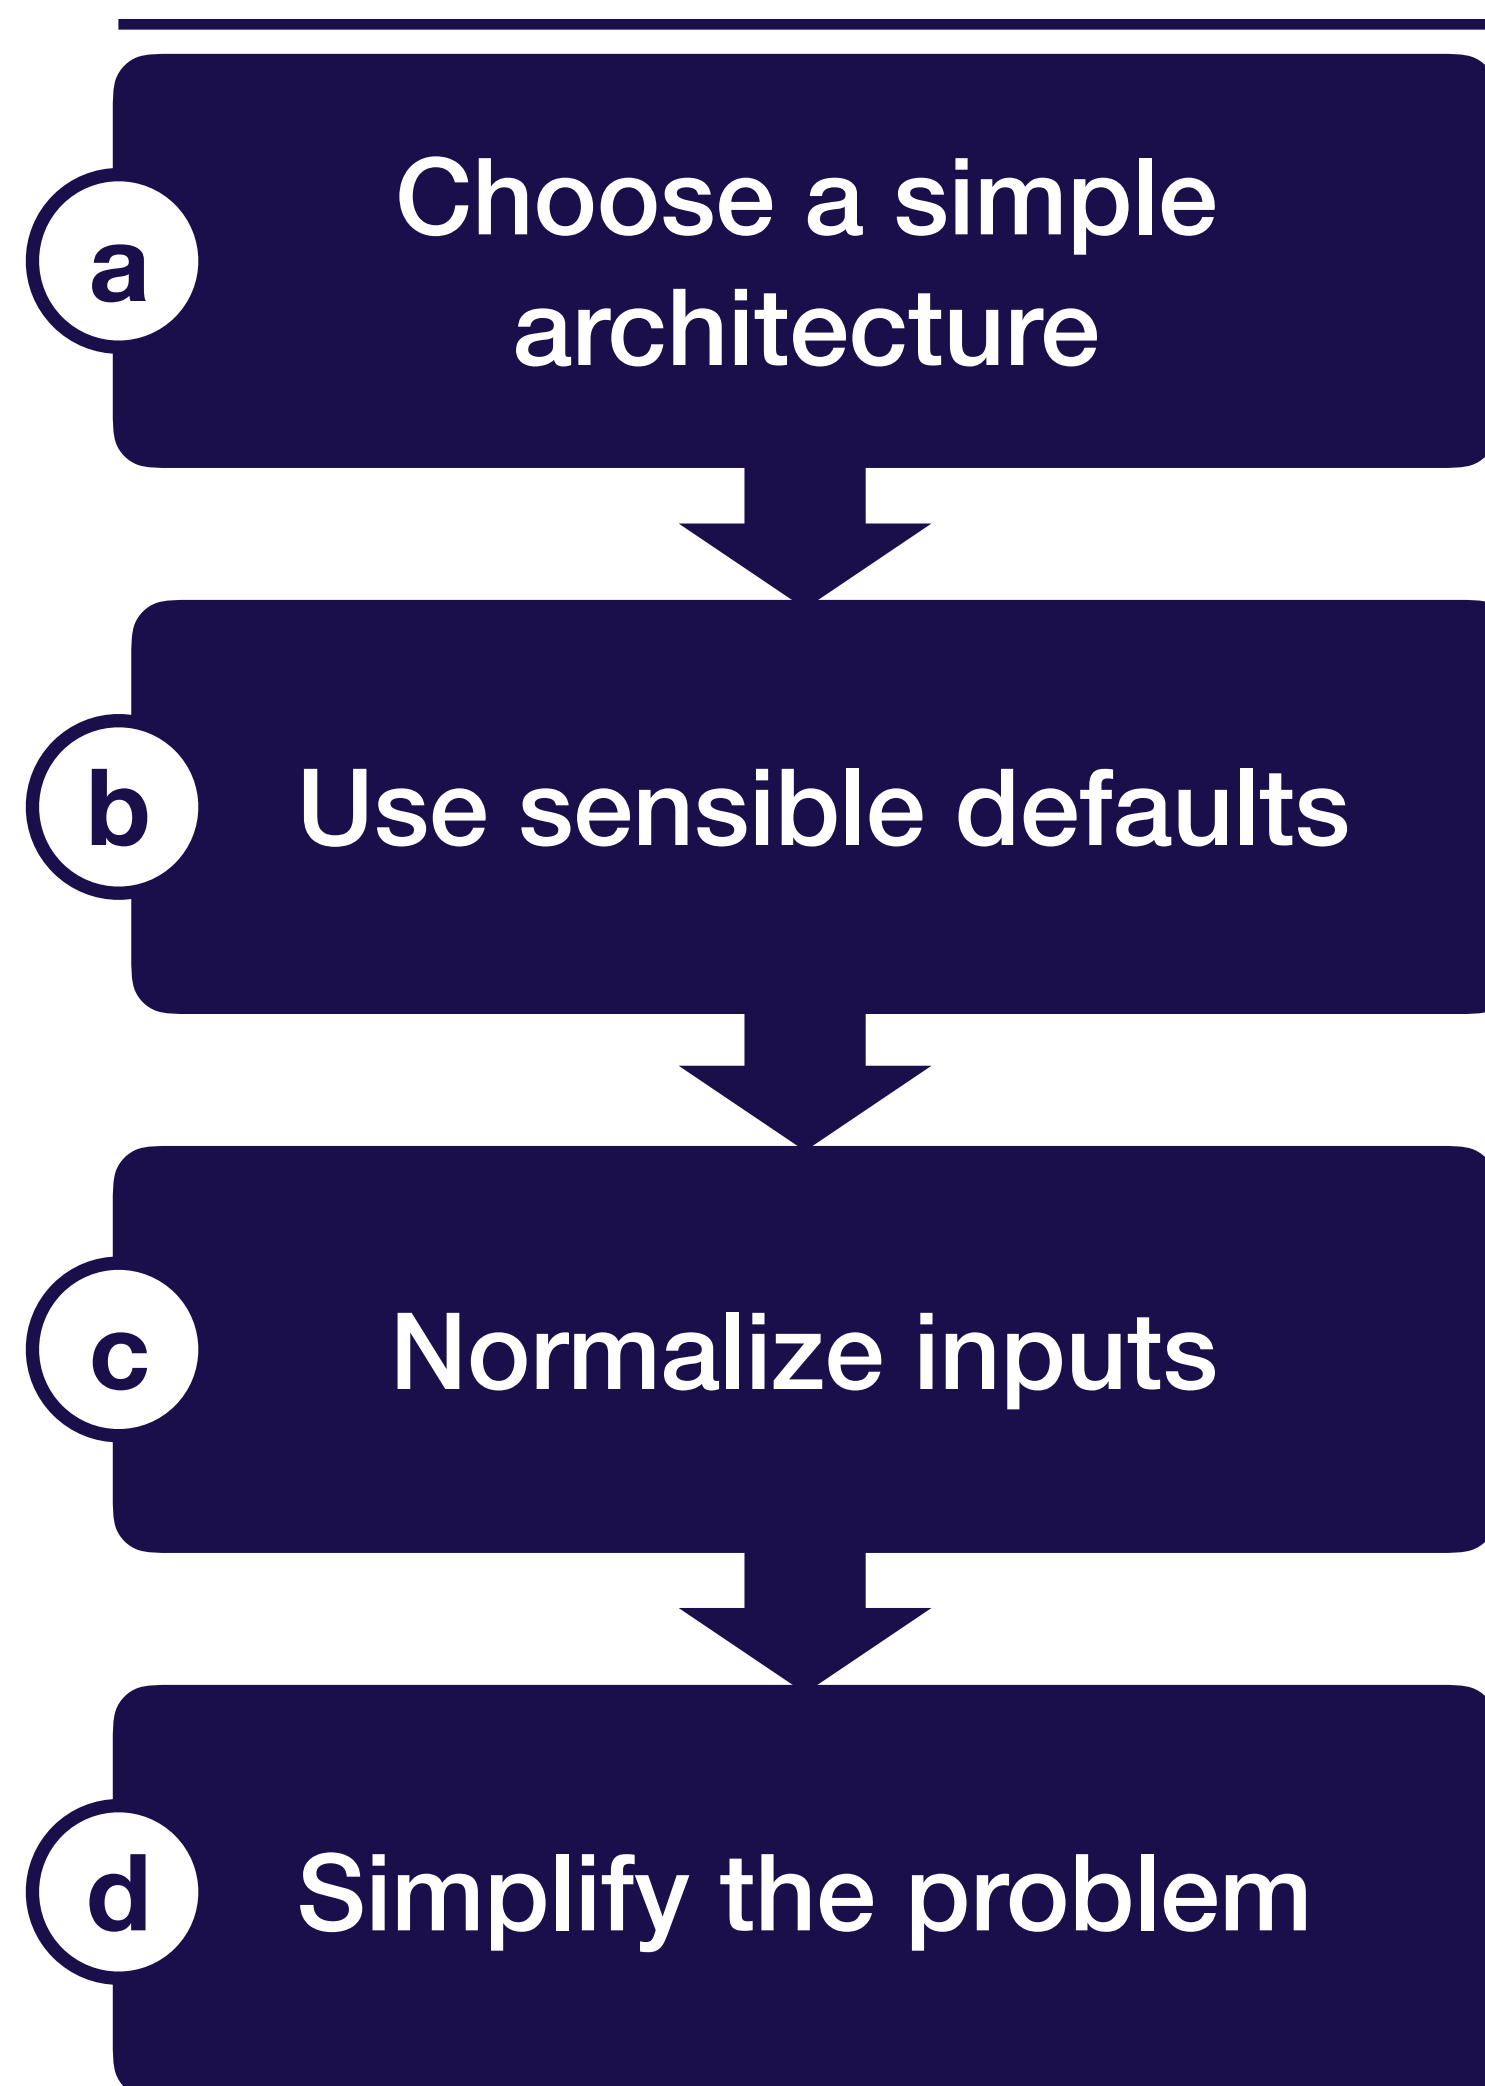 a
Choose a simple
architecture
b
Use sensible defaults
c
Normalize inputs
d
Simplify the problem